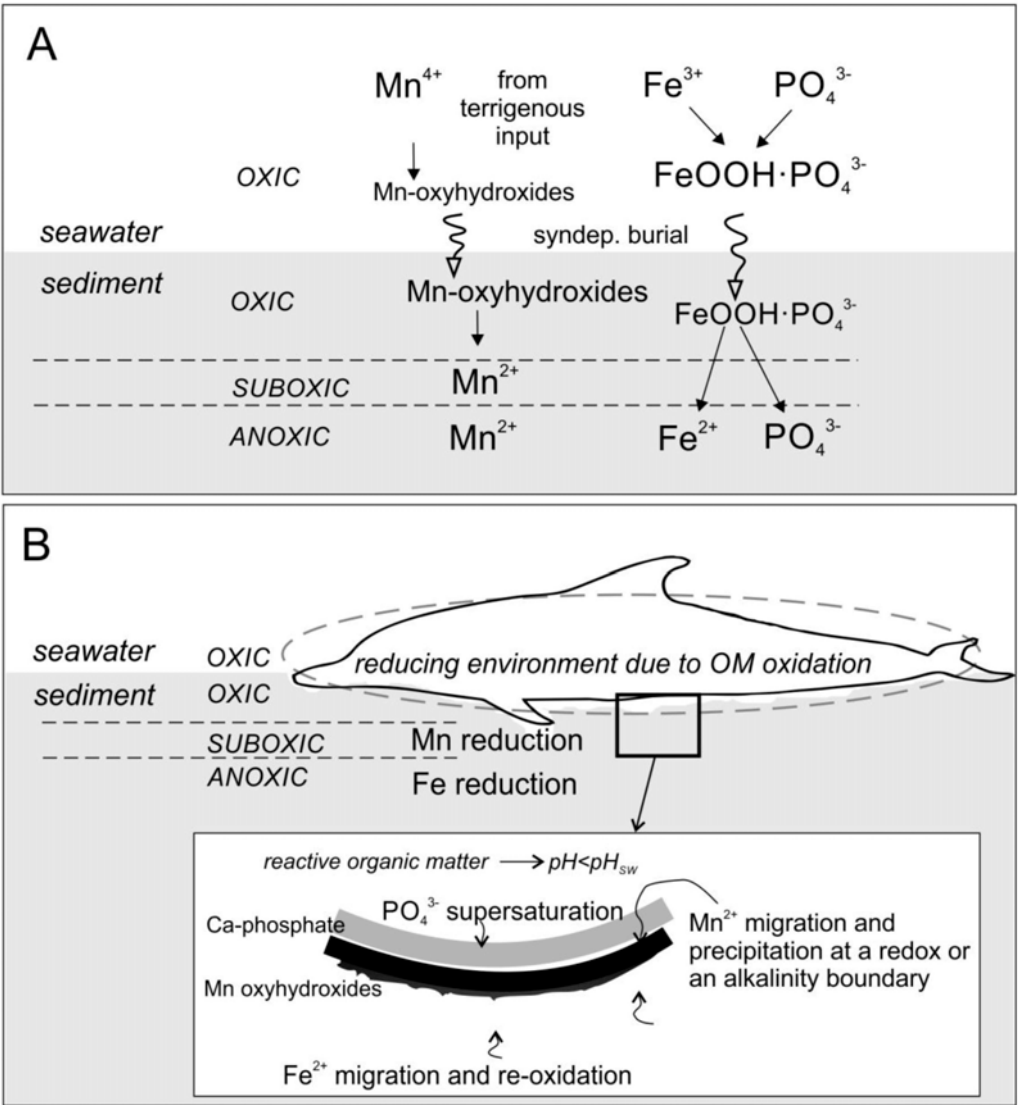 A
Mn⁴⁺ from Fe³⁺ PO₄³⁻
terrigenous
input
OXIC Mn-oxyhydroxides FeOOH·PO₄³⁻
seawater syndep. burial
sediment
OXIC Mn-oxyhydroxides FeOOH·PO₄³⁻
SUBOXIC Mn²⁺
ANOXIC Mn²⁺ Fe²⁺ PO₄³⁻
B
seawater OXIC reducing environment due to OM oxidation
sediment OXIC
SUBOXIC Mn reduction
ANOXIC Fe reduction
reactive organic matter → pH<pH_SW
PO₄³⁻ supersaturation
Ca-phosphate
Mn²⁺ migration and
precipitation at a redox or
an alkalinity boundary
Mn oxyhydroxides
Fe²⁺ migration and re-oxidation